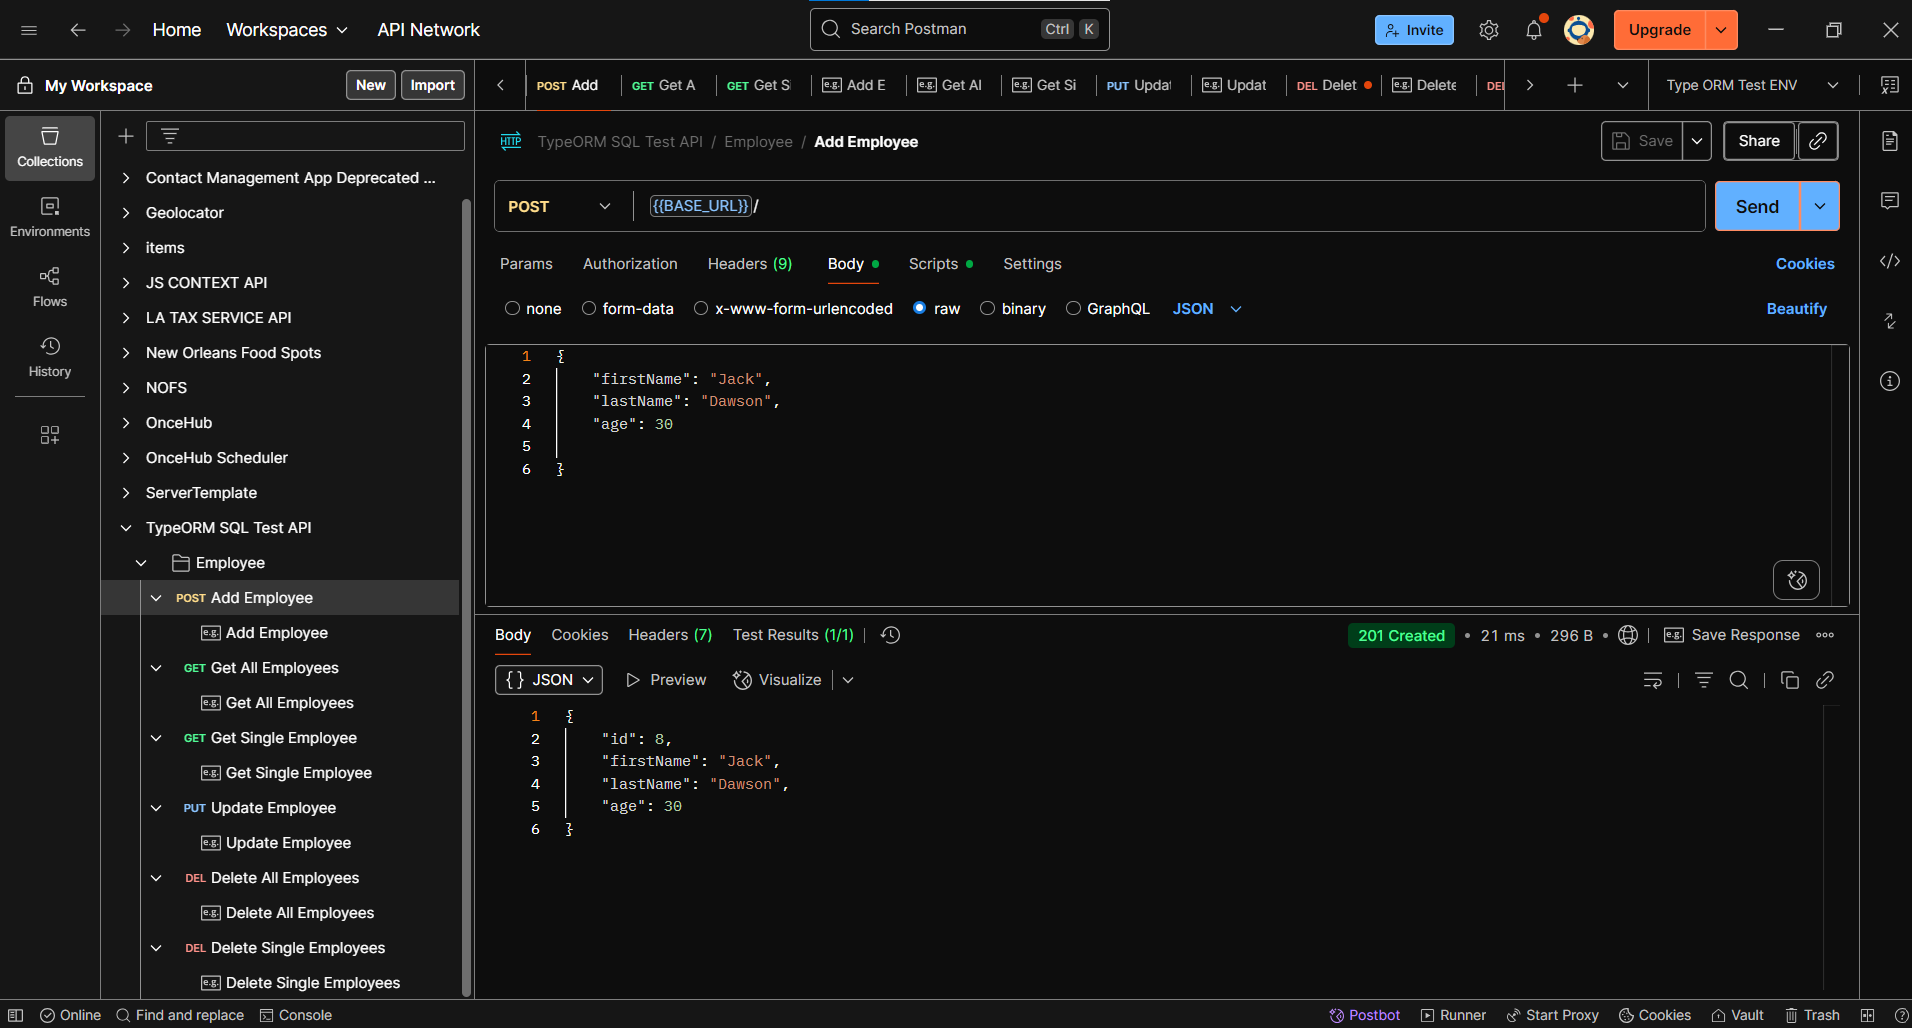 Home Workspaces API Network Search Postman Ctrl K Invite Upgrade
My Workspace New Import
POST Add GET Get A GET Get S e.g. Add E e.g. Get Al e.g. Get Si PUT Updat e.g. Updat DEL Delet e.g. Delete DEL Type ORM Test ENV
Collections
Environments
Flows
History
Contact Management App Deprecated ...
Geolocator
items
JS CONTEXT API
LA TAX SERVICE API
New Orleans Food Spots
NOFS
OnceHub
OnceHub Scheduler
ServerTemplate
TypeORM SQL Test API
Employee
POST Add Employee
e.g. Add Employee
GET Get All Employees
e.g. Get All Employees
GET Get Single Employee
e.g. Get Single Employee
PUT Update Employee
e.g. Update Employee
DEL Delete All Employees
e.g. Delete All Employees
DEL Delete Single Employees
e.g. Delete Single Employees
HTTP TypeORM SQL Test API / Employee / Add Employee Save Share
POST {{BASE_URL}}/ Send
Params Authorization Headers (9) Body Scripts Settings Cookies
none form-data x-www-form-urlencoded raw binary GraphQL JSON Beautify
1 {
2 "firstName": "Jack",
3 "lastName": "Dawson",
4 "age": 30
5
6 }
Body Cookies Headers (7) Test Results (1/1) 201 Created • 21 ms • 296 B • e.g. Save Response
{} JSON Preview Visualize
1 {
2 "id": 8,
3 "firstName": "Jack",
4 "lastName": "Dawson",
5 "age": 30
6 }
Online Find and replace Console Postbot Runner Start Proxy Cookies Vault Trash